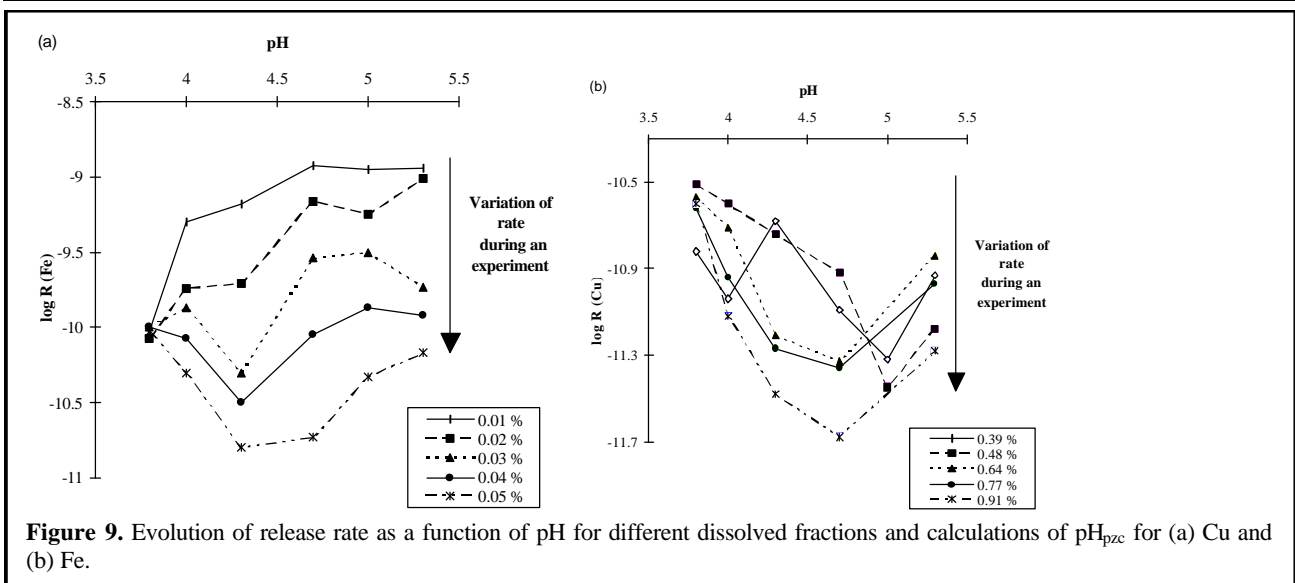 (a)
pH
3.5 4 4.5 5 5.5
-8.5
-9
-9.5
-10
-10.5
-11
log R (Fe)
Variation of
rate
during an
experiment
0.01 %
0.02 %
0.03 %
0.04 %
0.05 %
(b)
pH
3.5 4 4.5 5 5.5
-10.5
-10.9
-11.3
-11.7
log R (Cu)
Variation of
rate
during an
experiment
0.39 %
0.48 %
0.64 %
0.77 %
0.91 %
Figure 9. Evolution of release rate as a function of pH for different dissolved fractions and calculations of pHpzc for (a) Cu and
(b) Fe.